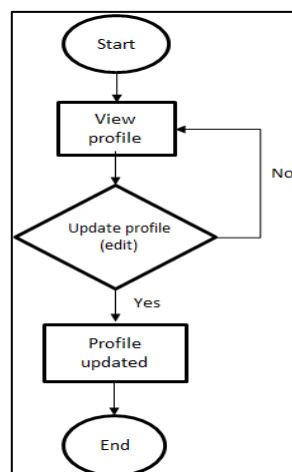 Start
View
profile
No
Update profile
(edit)
Yes
Profile
updated
End